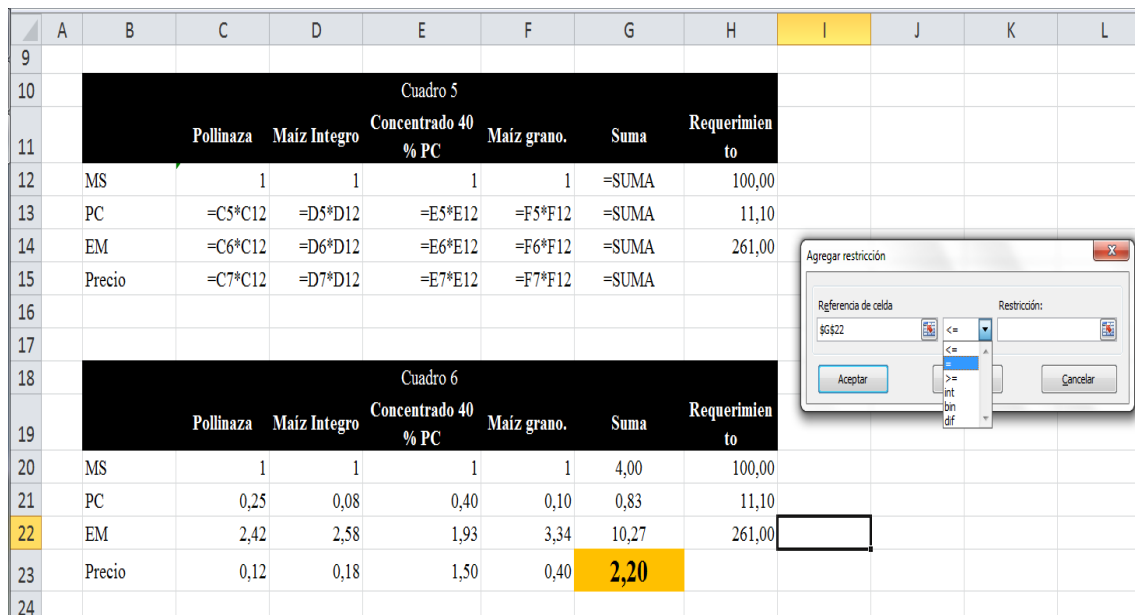 A B C D E F G H I J K L
9
10 Cuadro 5
11 Pollinaza Maíz Integro Concentrado 40 % PC Maíz grano. Suma Requerimien to
12 MS 1 1 1 1 =SUMA 100,00
13 PC =C5*C12 =D5*D12 =E5*E12 =F5*F12 =SUMA 11,10
14 EM =C6*C12 =D6*D12 =E6*E12 =F6*F12 =SUMA 261,00
15 Precio =C7*C12 =D7*D12 =E7*E12 =F7*F12 =SUMA
16
17
18 Cuadro 6
19 Pollinaza Maíz Integro Concentrado 40 % PC Maíz grano. Suma Requerimien to
20 MS 1 1 1 1 4,00 100,00
21 PC 0,25 0,08 0,40 0,10 0,83 11,10
22 EM 2,42 2,58 1,93 3,34 10,27 261,00
23 Precio 0,12 0,18 1,50 0,40 2,20
24
Agregar restricción
Referencia de celda Restricción:
$G$22 <=
<=
=
>=
int
bin
dif
Aceptar Cancelar